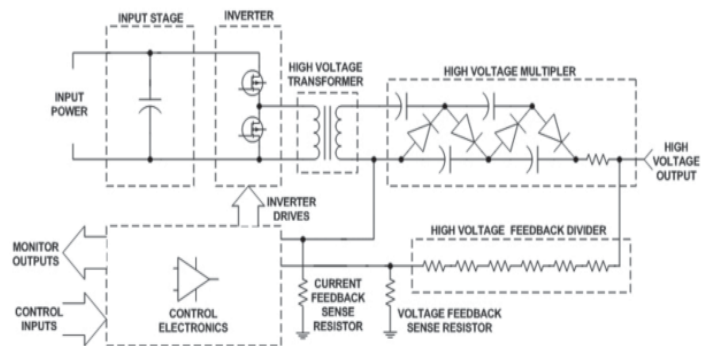 INPUT STAGE
INVERTER
HIGH VOLTAGE
TRANSFORMER
HIGH VOLTAGE MULTIPLER
INPUT
POWER
HIGH
VOLTAGE
OUTPUT
INVERTER
DRIVES
HIGH VOLTAGE FEEDBACK DIVIDER
MONITOR
OUTPUTS
CONTROL
INPUTS
CONTROL
ELECTRONICS
CURRENT
FEEDBACK
SENSE
RESISTOR
VOLTAGE FEEDBACK
SENSE RESISTOR